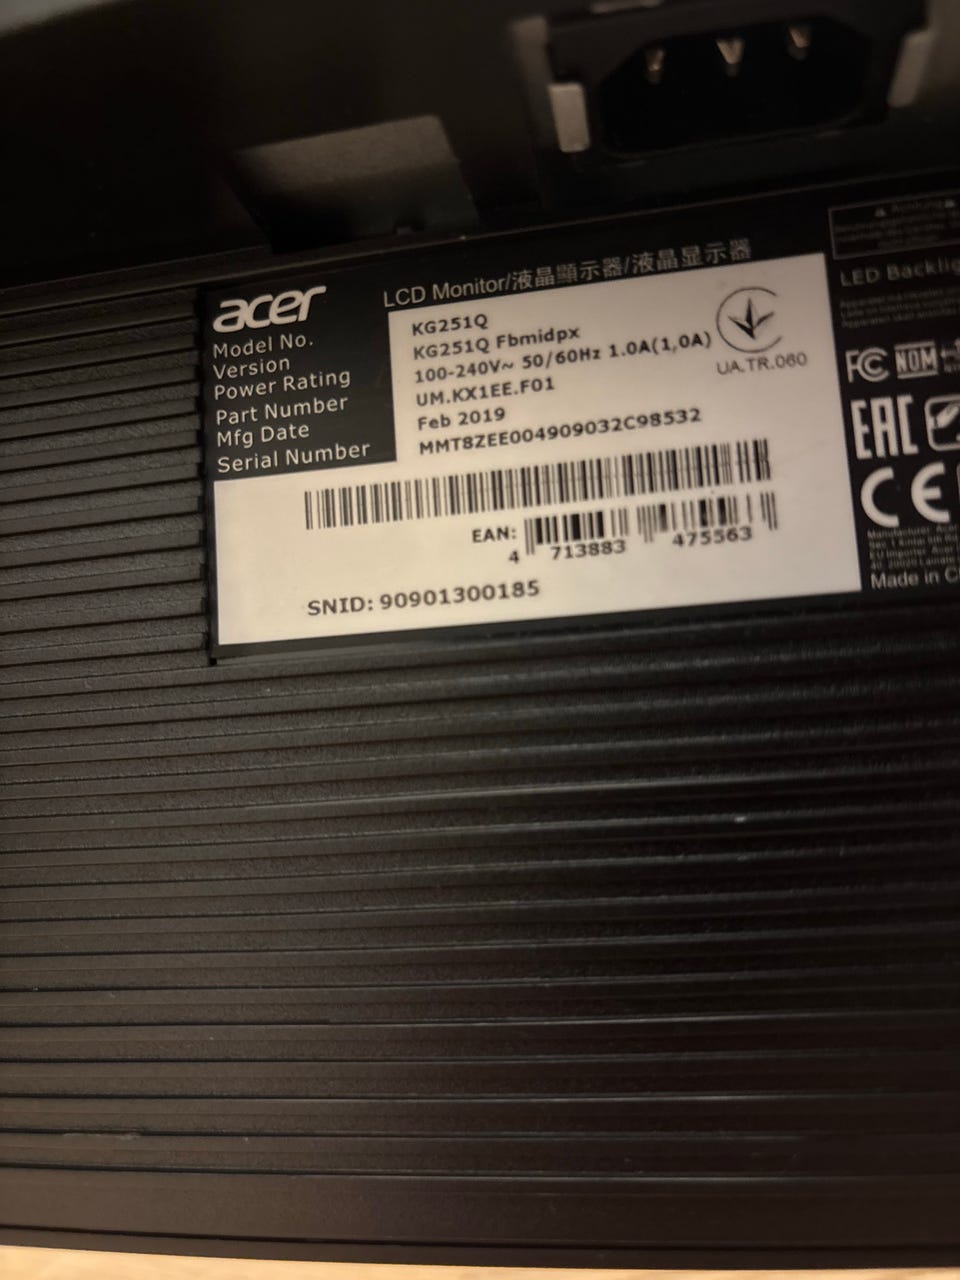 acer
LCD Monitor/液晶顯示器/液晶显示器
Model No. KG251Q
Version KG251Q Fbmidpx
Power Rating 100-240V~ 50/60Hz 1.0A(1,0A)
Part Number UM.KX1EE.F01
Mfg Date Feb 2019
Serial Number MMT8ZEE004909032C98532
UA.TR.060
EAN:
4 713883 475563
SNID: 90901300185
LED
FC NOM
EAC
CE
Made in